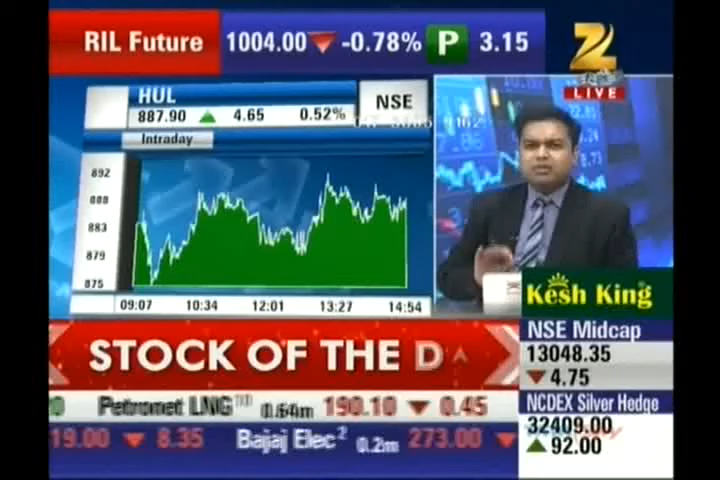 RIL Future 1004.00 -0.78% P 3.15
Z
LIVE
HUL
887.90 4.65 0.52% NSE
Intraday
892
888
883
879
875
09:07 10:34 12:01 13:27 14:54
Kesh King
STOCK OF THE DA
NSE Midcap
13048.35
4.75
Petronet LNG 0.64m 190.10 0.45
NCDEX Silver Hedge
32409.00
92.00
19.00 8.35 Bajaj Elec 2 0.2m 273.00